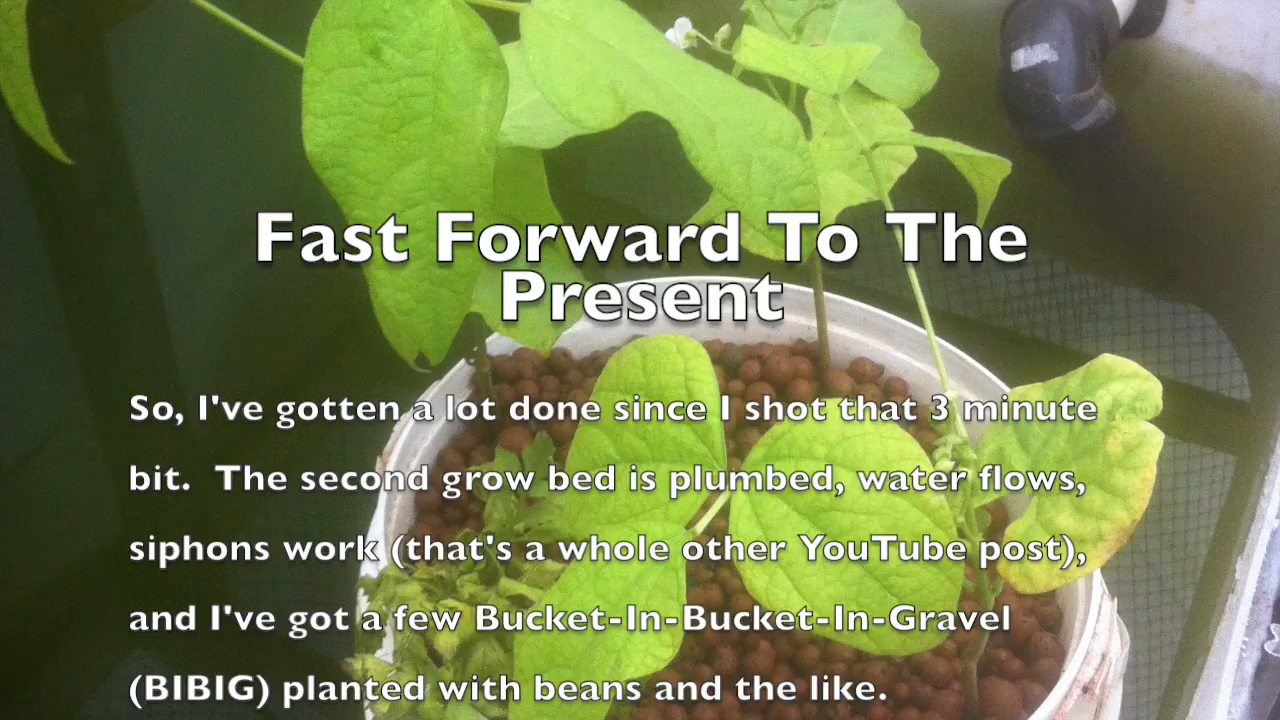 Fast Forward To The
Present
So, I've gotten a lot done since I shot that 3 minute
bit. The second grow bed is plumbed, water flows,
siphons work (that's a whole other YouTube post),
and I've got a few Bucket-In-Bucket-In-Gravel
(BIBIG) planted with beans and the like.